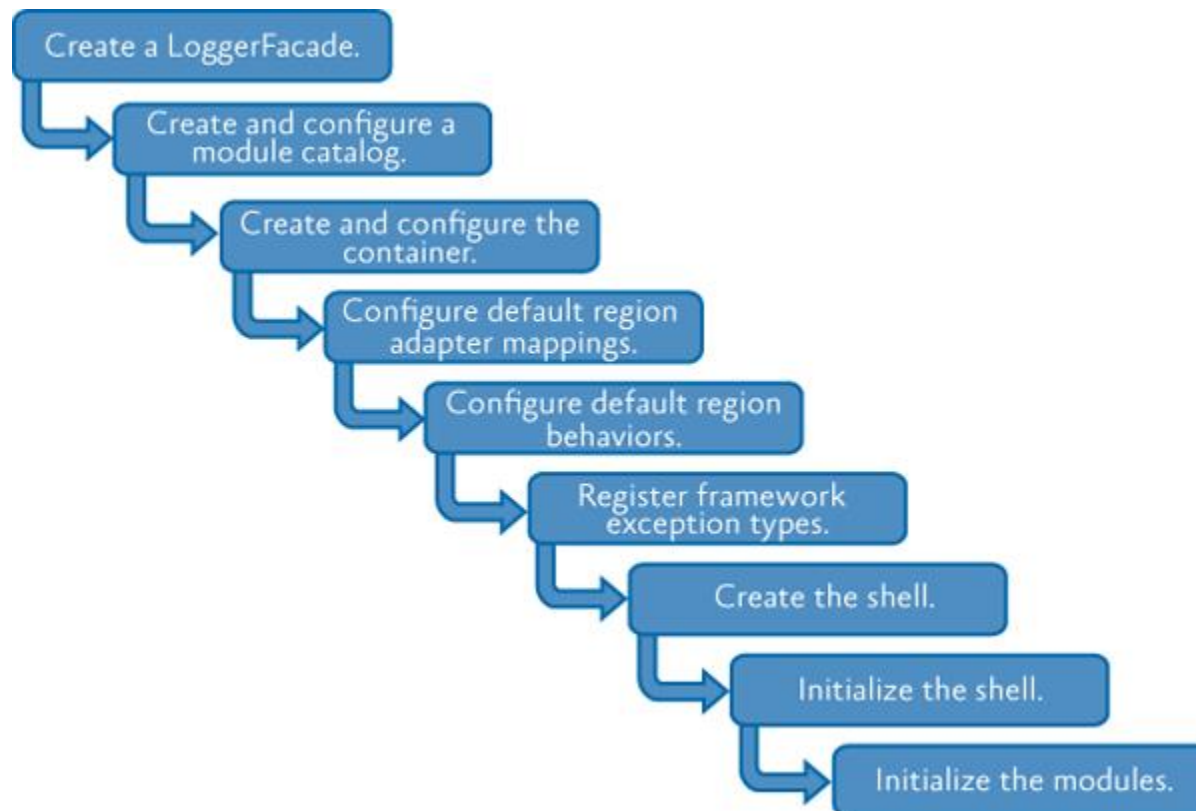 Create a LoggerFacade.
Create and configure a
module catalog.
Create and configure the
container.
Configure default region
adapter mappings.
Configure default region
behaviors.
Register framework
exception types.
Create the shell.
Initialize the shell.
Initialize the modules.